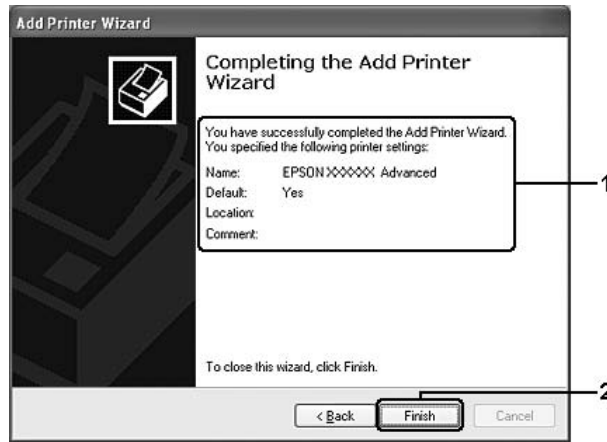 Add Printer Wizard
Completing the Add Printer
Wizard
You have successfully completed the Add Printer Wizard.
You specified the following printer settings:
Name: EPSON XXXXXX Advanced
Default: Yes
Location:
Comment:
1
To close this wizard, click Finish.
2
< Back Finish Cancel